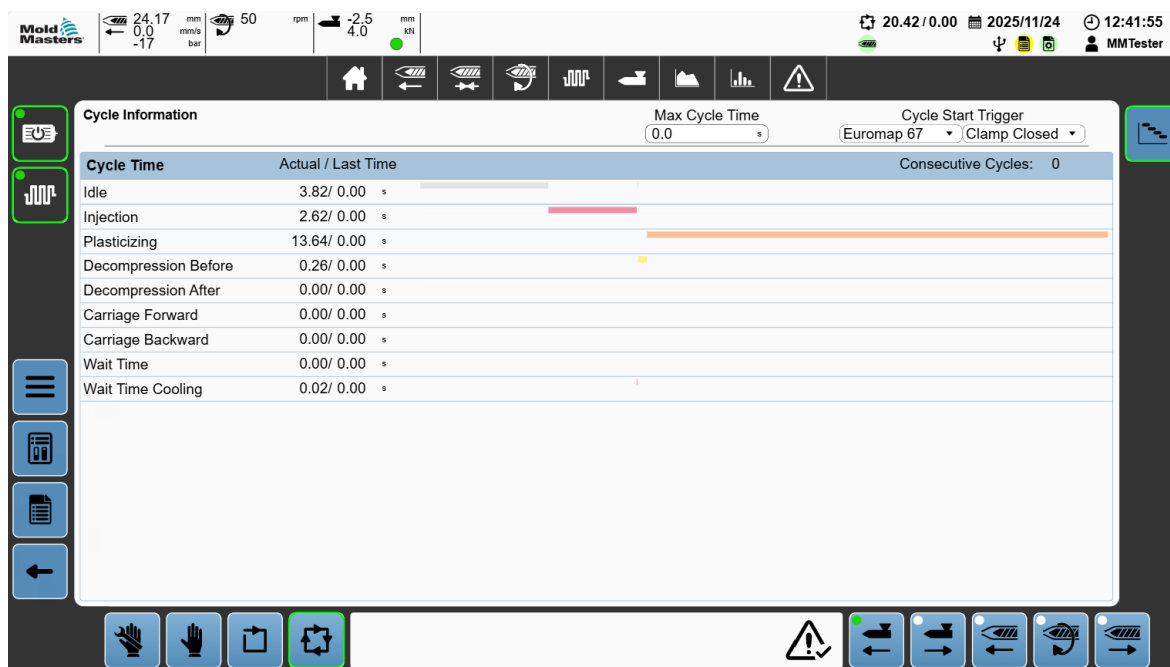 Mold
Masters
24.17 mm
0.0 mm/s
-17 bar
50 rpm
-2.5 mm
4.0 kN
20.42 / 0.00 2025/11/24 12:41:55
MMTester
Cycle Information
Max Cycle Time
0.0 s
Cycle Start Trigger
Euromap 67 Clamp Closed
Cycle Time Actual / Last Time Consecutive Cycles: 0
Idle 3.82/ 0.00 s
Injection 2.62/ 0.00 s
Plasticizing 13.64/ 0.00 s
Decompression Before 0.26/ 0.00 s
Decompression After 0.00/ 0.00 s
Carriage Forward 0.00/ 0.00 s
Carriage Backward 0.00/ 0.00 s
Wait Time 0.00/ 0.00 s
Wait Time Cooling 0.02/ 0.00 s